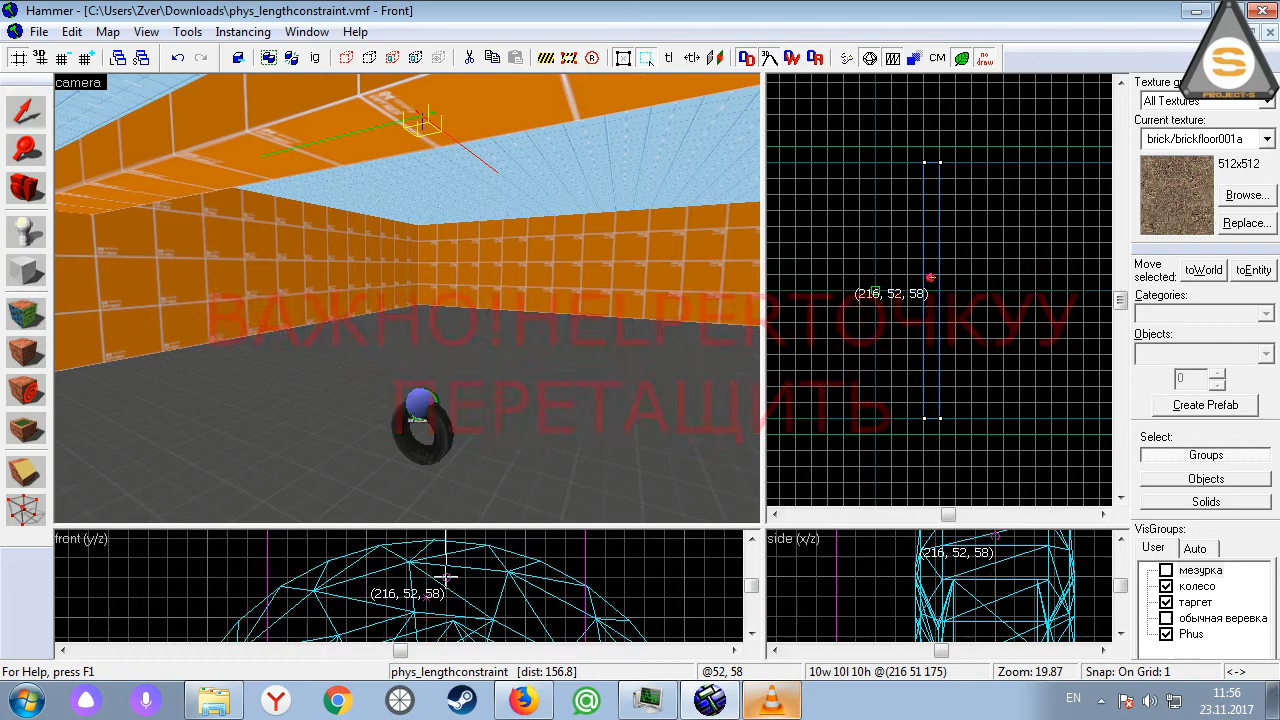 Hammer - [C:\Users\Zver\Downloads\phys_lengthconstraint.vmf - Front]
File Edit Map View Tools Instancing Window Help
camera
(216, 52, 58)
ВАЖНО!HELPERТОЧКУУ
ПЕРЕТАЩИТЬ
front (y/z)
(216, 52, 58)
side (x/z)
(216, 52, 58)
PROJECT-S
All Textu
Current texture:
brick/brickfloor001a
512x512
Browse...
Replace...
Move
selected
toWorld
toEntity
Categories:
Objects:
0
Create Prefab
Select:
Groups
Objects
Solids
VisGroups:
User Auto
мезурка
колесо
таргет
обычная веревка
For Help, press F1
phys_lengthconstraint [dist: 156.8]
@52, 58
10w 10l 10h @(216 51 175)
Zoom: 19.87
Snap: On Grid: 1
<->
EN
11:56
23.11.2017